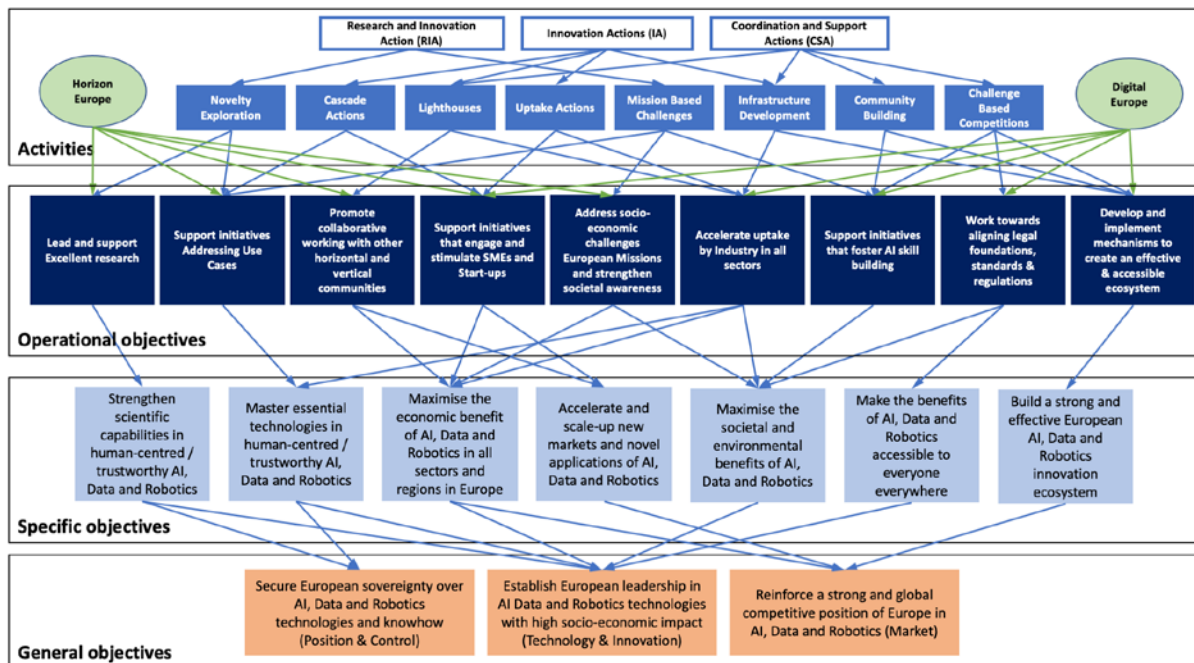 Research and Innovation
Action (RIA)
Innovation Actions (IA)
Coordination and Support
Actions (CSA)
Horizon
Europe
Digital
Europe
Novelty
Exploration
Cascade
Actions
Lighthouses
Uptake Actions
Mission Based
Challenges
Infrastructure
Development
Community
Building
Challenge
Based
Competitions
Activities
Lead and support
Excellent research
Support initiatives
Addressing Use
Cases
Promote
collaborative
working with other
horizontal and
vertical
communities
Support initiatives
that engage and
stimulate SMEs and
Start-ups
Address socio-
economic
challenges
European Missions
and strengthen
societal awareness
Accelerate uptake
by Industry in all
sectors
Support initiatives
that foster AI skill
building
Work towards
aligning legal
foundations,
standards &
regulations
Develop and
implement
mechanisms to
create an effective
& accessible
ecosystem
Operational objectives
Strengthen
scientific
capabilities in
human-centred /
trustworthy AI,
Data and Robotics
Master essential
technologies in
human-centred /
trustworthy AI,
Data and Robotics
Maximise the
economic benefit
of AI, Data and
Robotics in all
sectors and
regions in Europe
Accelerate and
scale-up new
markets and novel
applications of AI,
Data and Robotics
Maximise the
societal and
environmental
benefits of AI,
Data and Robotics
Make the benefits
of AI, Data and
Robotics
accessible to
everyone
everywhere
Build a strong and
effective European
AI, Data and
Robotics
innovation
ecosystem
Specific objectives
Secure European sovereignty over
AI, Data and Robotics
technologies and knowhow
(Position & Control)
Establish European leadership in
AI Data and Robotics technologies
with high socio-economic impact
(Technology & Innovation)
Reinforce a strong and global
competitive position of Europe in
AI, Data and Robotics (Market)
General objectives